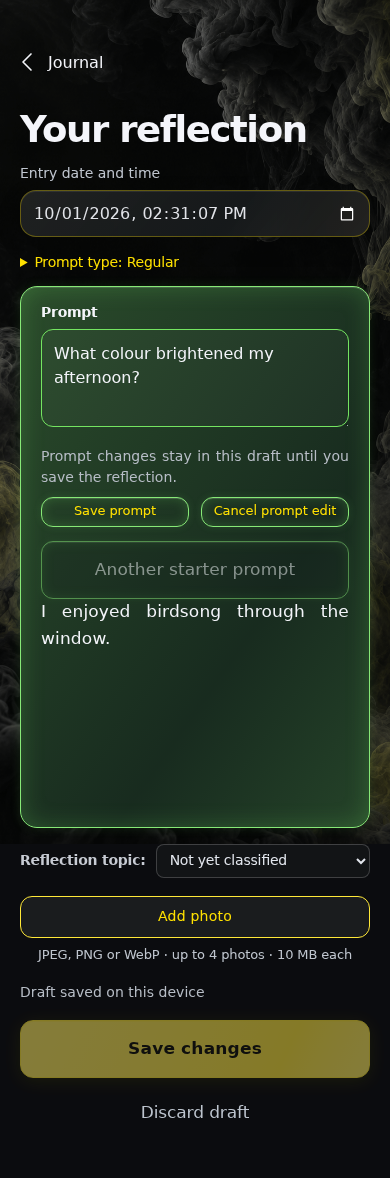 Journal
Your reflection
Entry date and time
10/01/2026, 02:31:07 PM
Prompt type: Regular
Prompt
What colour brightened my
afternoon?
Prompt changes stay in this draft until you
save the reflection.
Save prompt
Cancel prompt edit
Another starter prompt
I enjoyed birdsong through the
window.
Reflection topic:
Not yet classified
Add photo
JPEG, PNG or WebP · up to 4 photos · 10 MB each
Draft saved on this device
Save changes
Discard draft